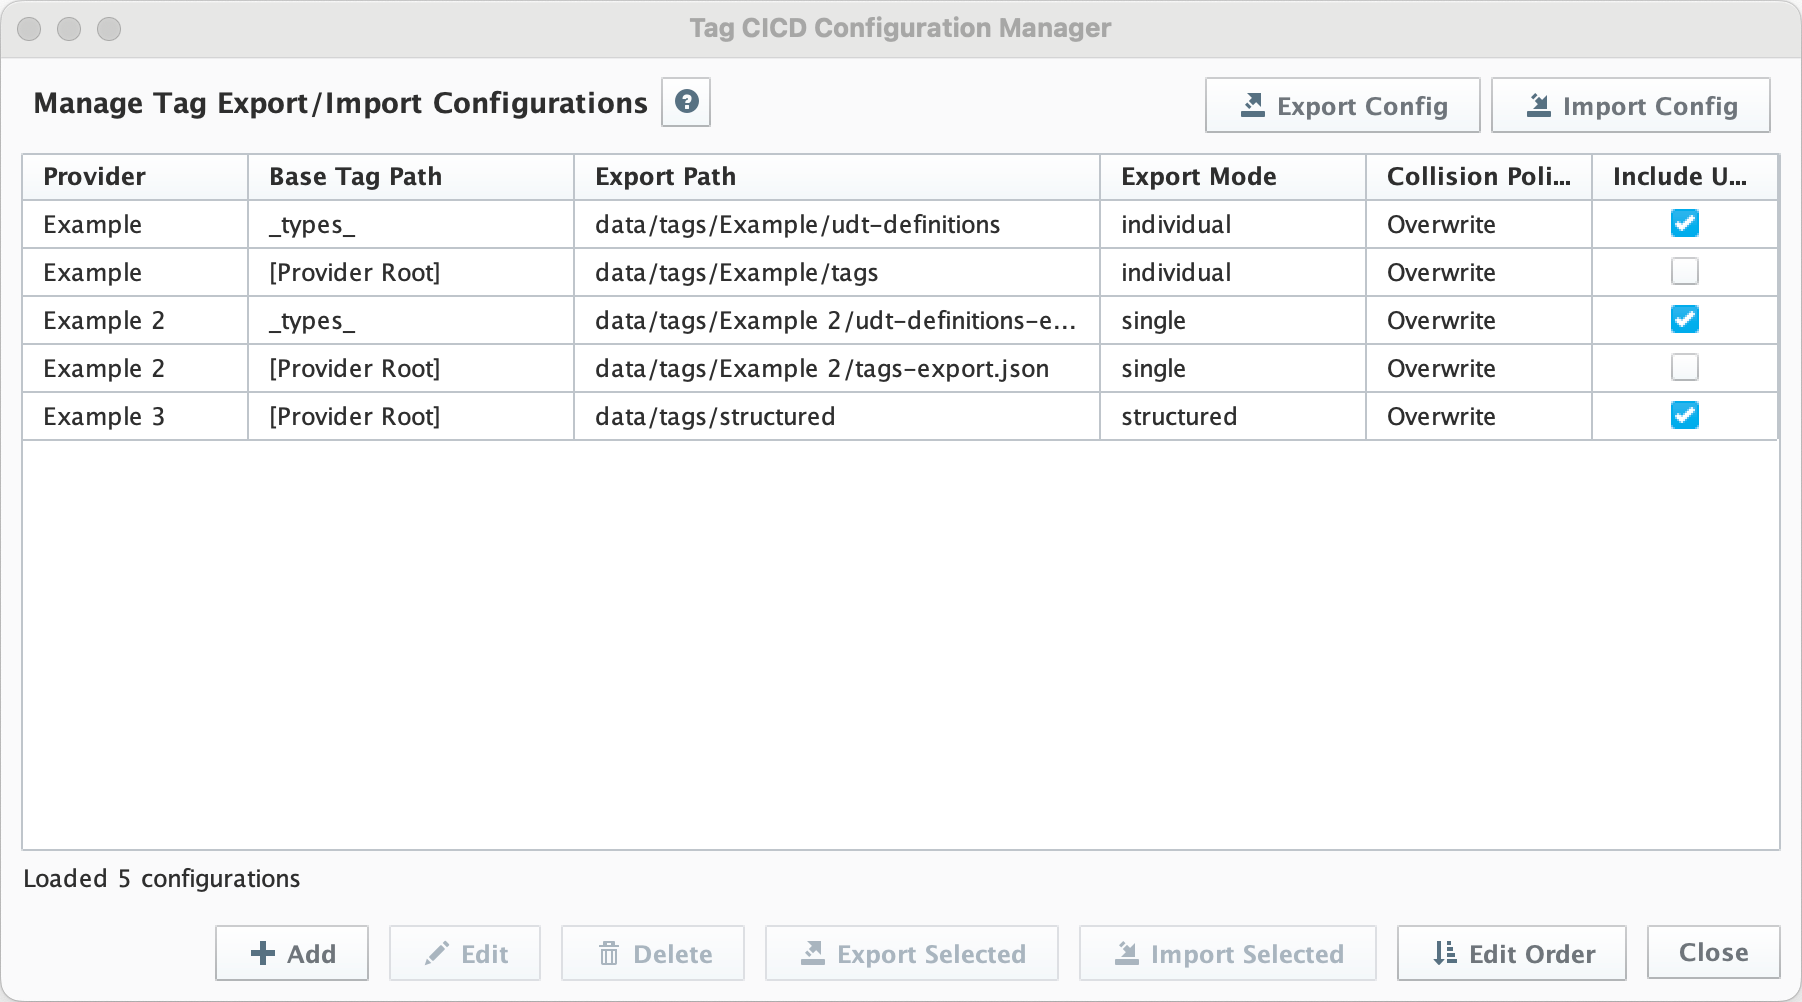 Tag CICD Configuration Manager
Manage Tag Export/Import Configurations ? Export Config Import Config
Provider Base Tag Path Export Path Export Mode Collision Poli... Include U...
Example _types_ data/tags/Example/udt-definitions individual Overwrite
Example [Provider Root] data/tags/Example/tags individual Overwrite
Example 2 _types_ data/tags/Example 2/udt-definitions-e... single Overwrite
Example 2 [Provider Root] data/tags/Example 2/tags-export.json single Overwrite
Example 3 [Provider Root] data/tags/structured structured Overwrite
Loaded 5 configurations
Add Edit Delete Export Selected Import Selected Edit Order Close